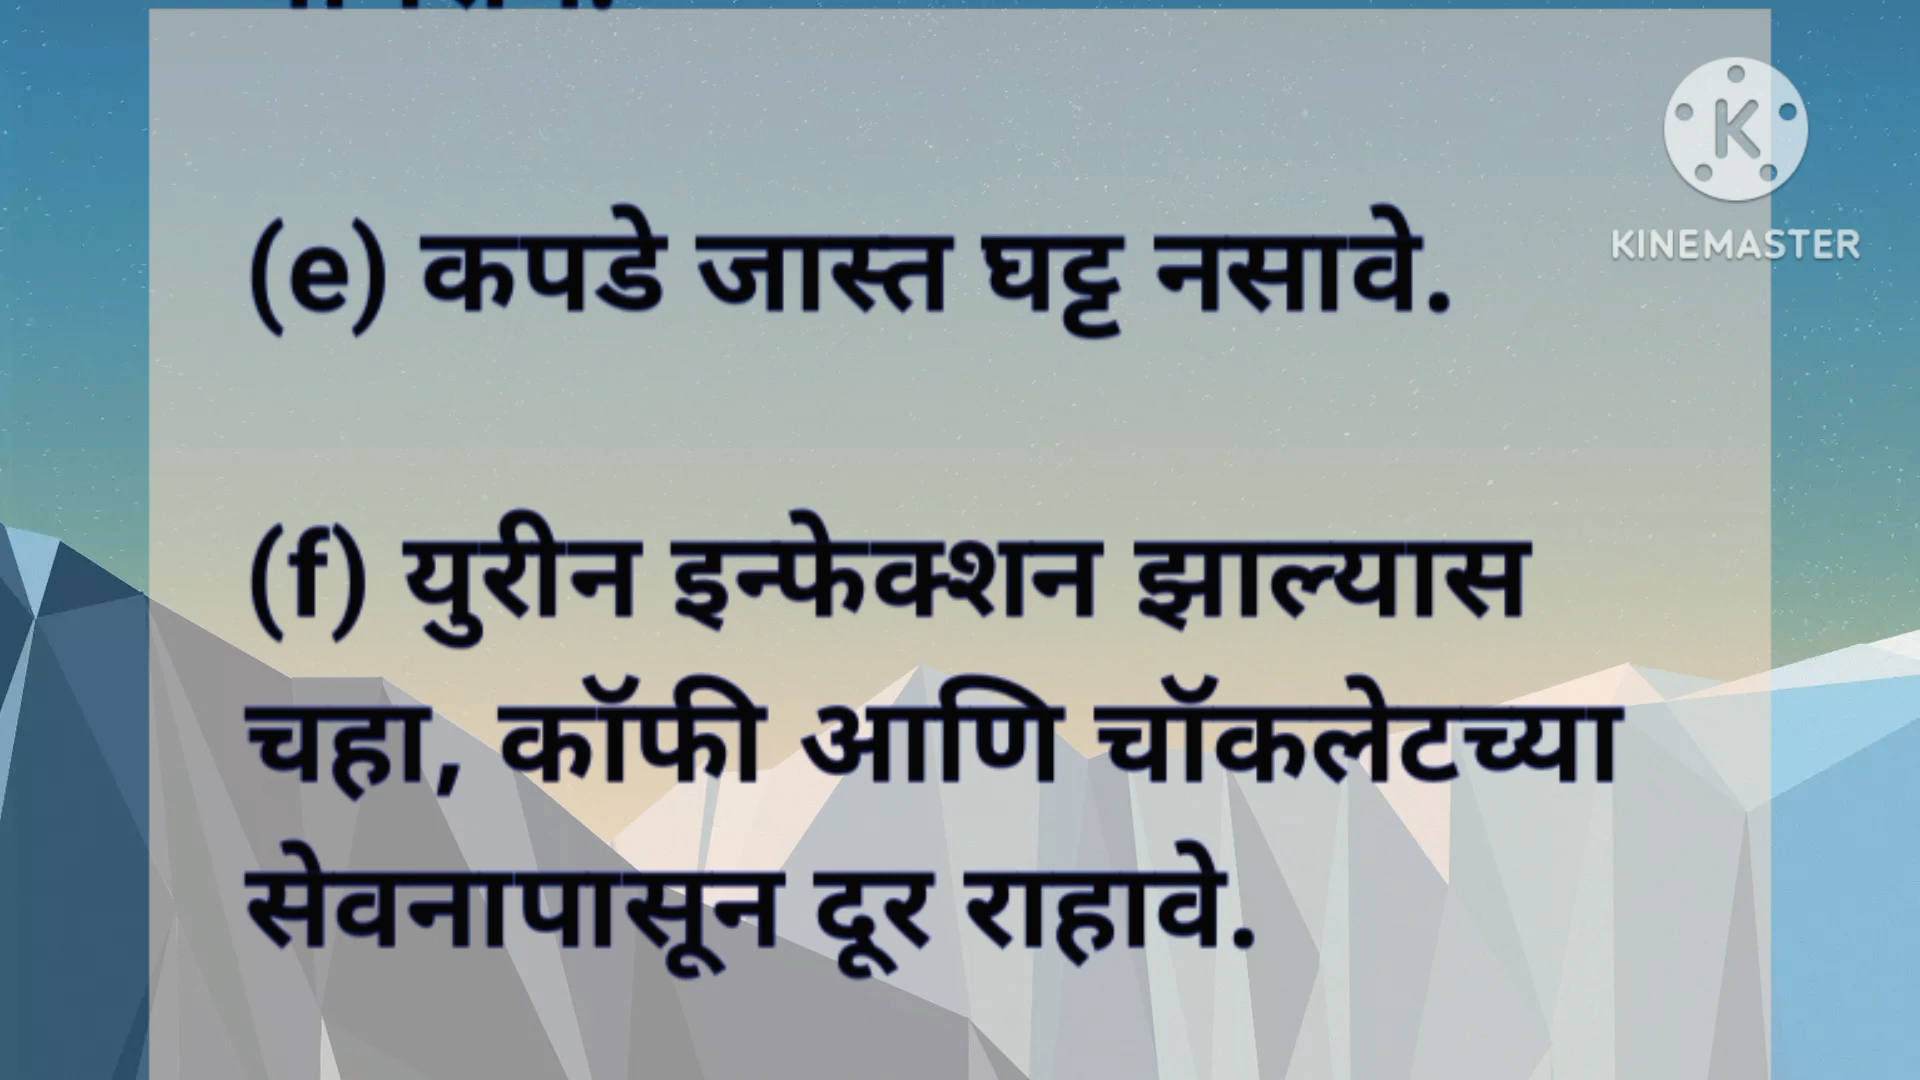 (e) कपडे जास्त घट्ट नसावे.
KINEMASTER
(f) युरीन इन्फेक्शन झाल्यास
चहा, कॉफी आणि चॉकलेटच्या
सेवनापासून दूर राहावे.